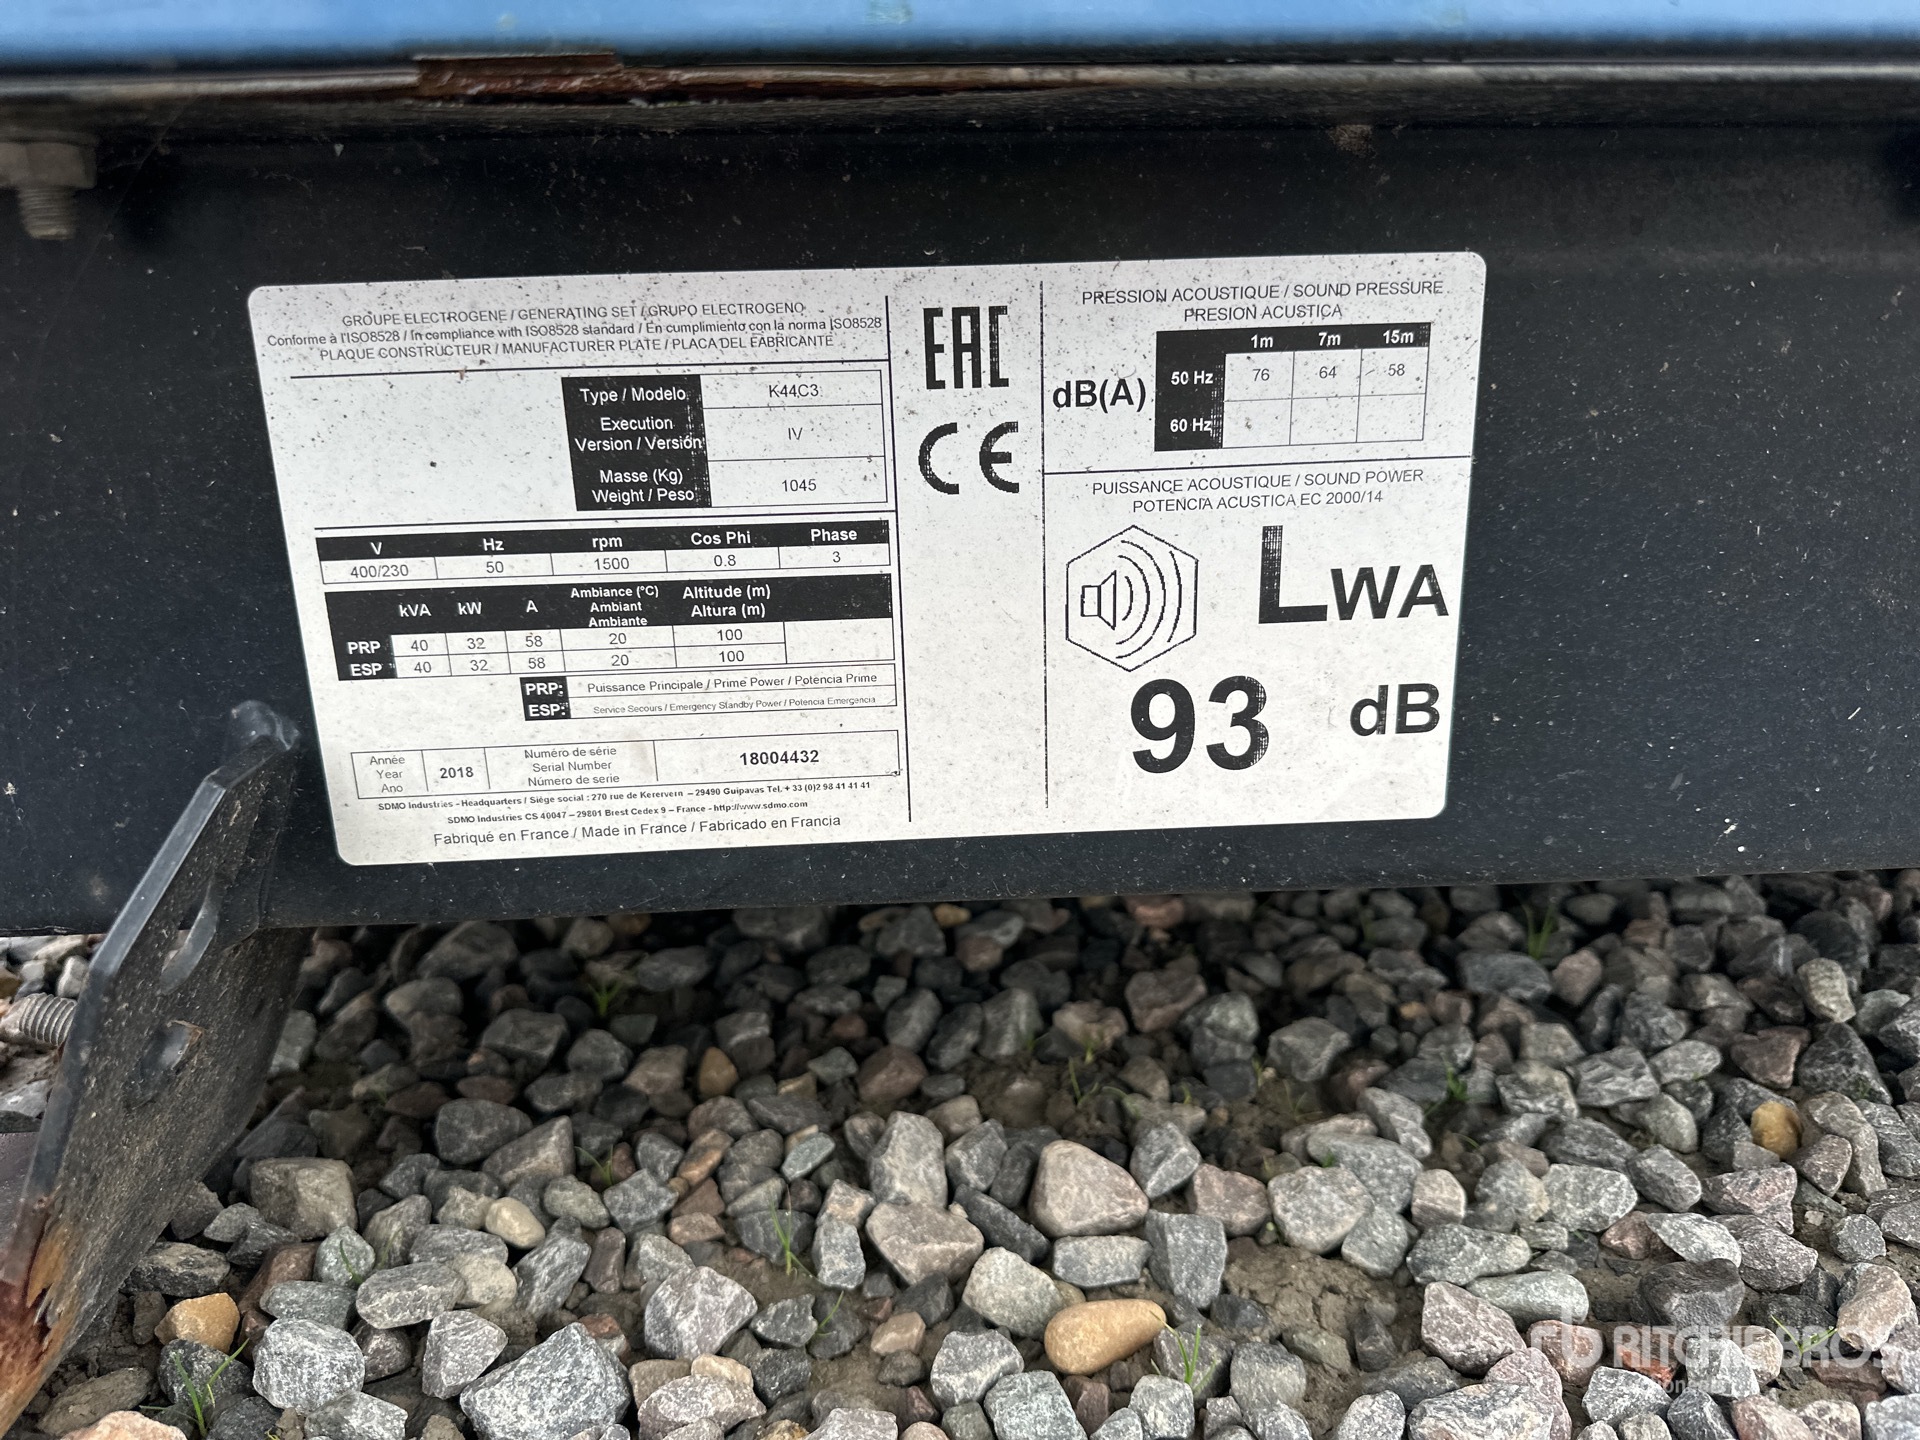 GROUPE ELECTROGENE / GENERATING SET / GRUPO ELECTROGENO
Conforme à l'ISO8528 / In compliance with ISO8528 standard / En cumplimiento con la norma ISO8528
PLAQUE CONSTRUCTEUR / MANUFACTURER PLATE / PLACA DEL FABRICANTE
Type / Modelo K44C3
Execution
Version / Versión IV
Masse (Kg)
Weight / Peso 1045
V Hz rpm Cos Phi Phase
400/230 50 1500 0.8 3
kVA kW A Ambiance (°C) Altitude (m)
Ambiant Altura (m)
Ambiante
PRP 40 32 58 20 100
ESP 40 32 58 20 100
PRP: Puissance Principale / Prime Power / Potencia Prime
ESP: Service Secours / Emergency Standby Power / Potencia Emergencia
Année
Year
Ano
2018
Numéro de série
Serial Number
Número de serie
18004432
SDMO Industries - Headquarters / Siège social : 270 rue de Kerervern – 29490 Guipavas Tel. + 33 (0)2 98 41 41 41
SDMO Industries CS 40047 – 29801 Brest Cedex 9 – France - http://www.sdmo.com
Fabriqué en France / Made in France / Fabricado en Francia
EAC
CE
PRESSION ACOUSTIQUE / SOUND PRESSURE
PRESION ACUSTICA
dB(A)
1m 7m 15m
50 Hz 76 64 58
60 Hz
PUISSANCE ACOUSTIQUE / SOUND POWER
POTENCIA ACUSTICA EC 2000/14
LWA
93 dB
RITCHIE BROS